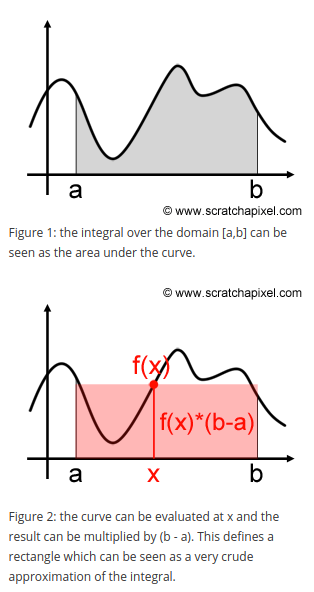 a
b
© www.scratchapixel.com
Figure 1: the integral over the domain [a,b] can be
seen as the area under the curve.
© www.scratchapixel.com
f(x)
f(x)*(b-a)
a
x
b
Figure 2: the curve can be evaluated at x and the
result can be multiplied by (b - a). This defines a
rectangle which can be seen as a very crude
approximation of the integral.